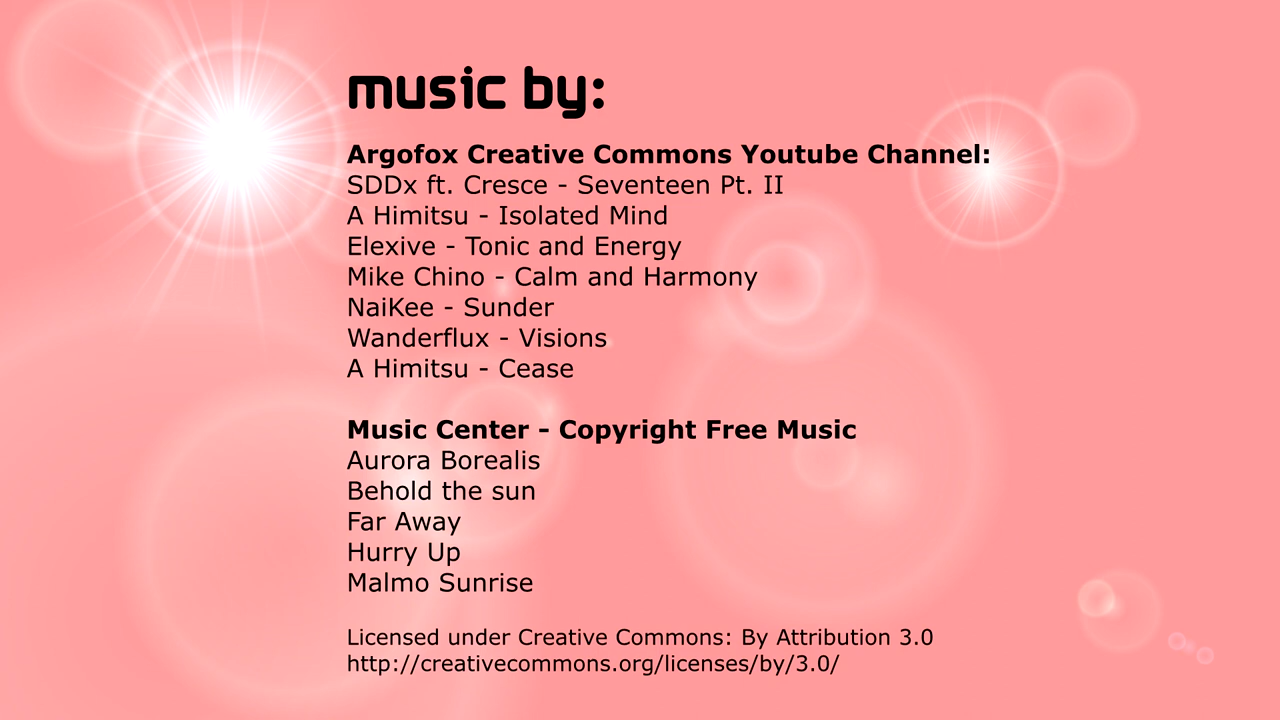 music by:
Argofox Creative Commons Youtube Channel:
SDDx ft. Cresce - Seventeen Pt. II
A Himitsu - Isolated Mind
Elexive - Tonic and Energy
Mike Chino - Calm and Harmony
NaiKee - Sunder
Wanderflux - Visions
A Himitsu - Cease
Music Center - Copyright Free Music
Aurora Borealis
Behold the sun
Far Away
Hurry Up
Malmo Sunrise
Licensed under Creative Commons: By Attribution 3.0
http://creativecommons.org/licenses/by/3.0/